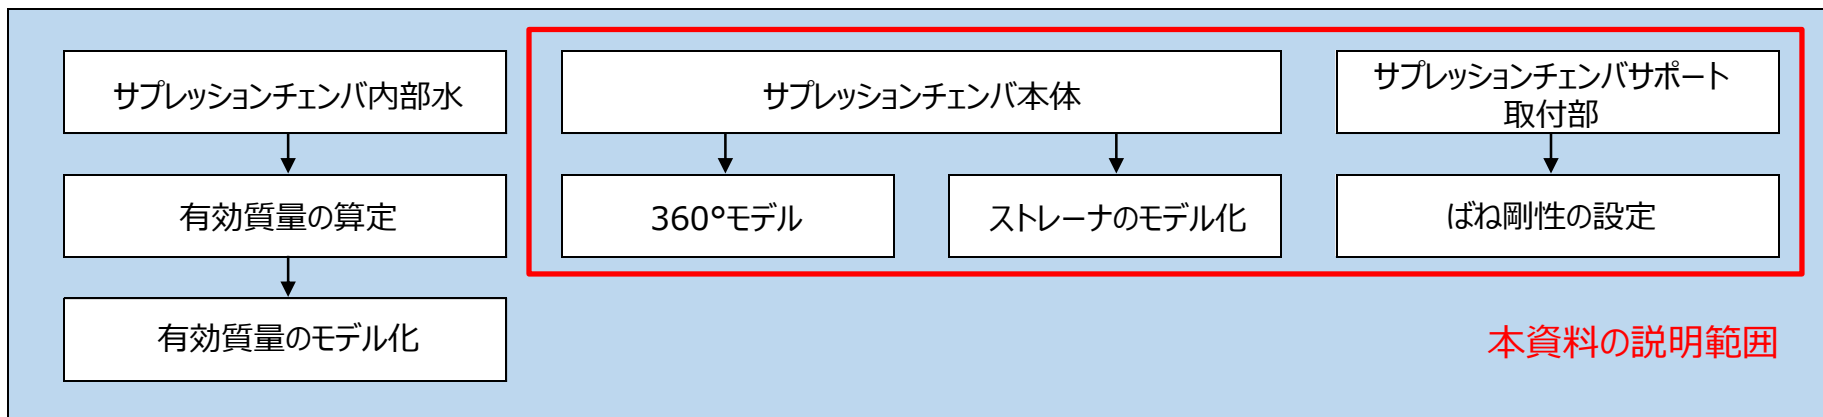 サプレッションチェンバ内部水
サプレッションチェンバ本体
サプレッションチェンバサポート
取付部
有効質量の算定
360°モデル
ストレーナのモデル化
ばね剛性の設定
有効質量のモデル化
本資料の説明範囲